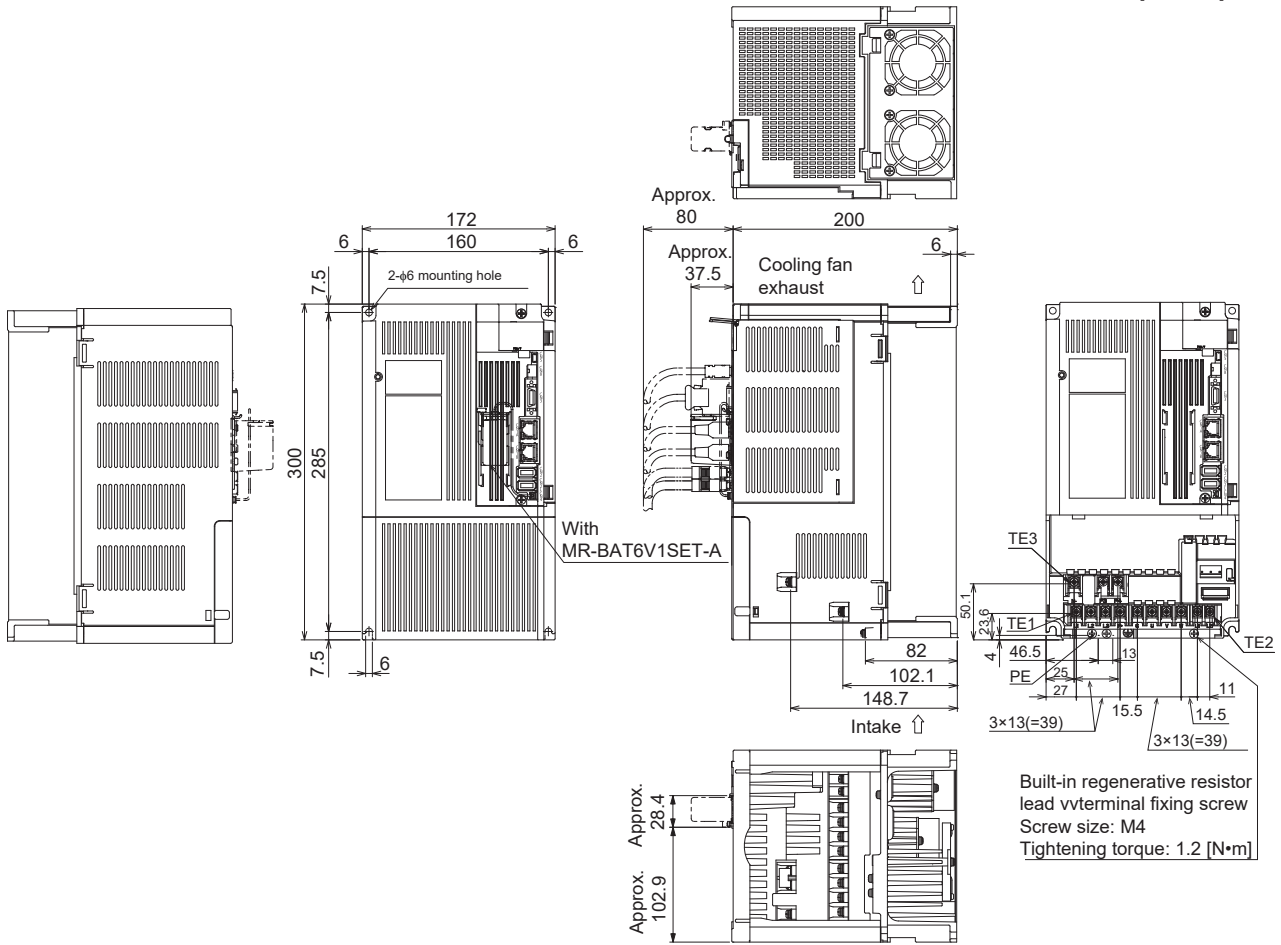 Approx.
80
200
172
6
160
6
Approx.
37.5
6
7.5
2-ϕ6 mounting hole
Cooling fan
exhaust
300
285
With
MR-BAT6V1SET-A
TE3
50.1
23.6
TE1
TE2
4
46.5
13
PE
25
27
11
15.5
14.5
3×13(=39)
3×13(=39)
7.5
6
82
102.1
148.7
Intake
Approx.
28.4
Approx.
102.9
Built-in regenerative resistor
lead vvterminal fixing screw
Screw size: M4
Tightening torque: 1.2 [N•m]